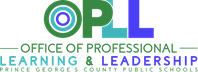 OPLL
OFFICE OF PROFESSIONAL
LEARNING & LEADERSHIP
PRINCE GEORGE'S COUNTY PUBLIC SCHOOLS